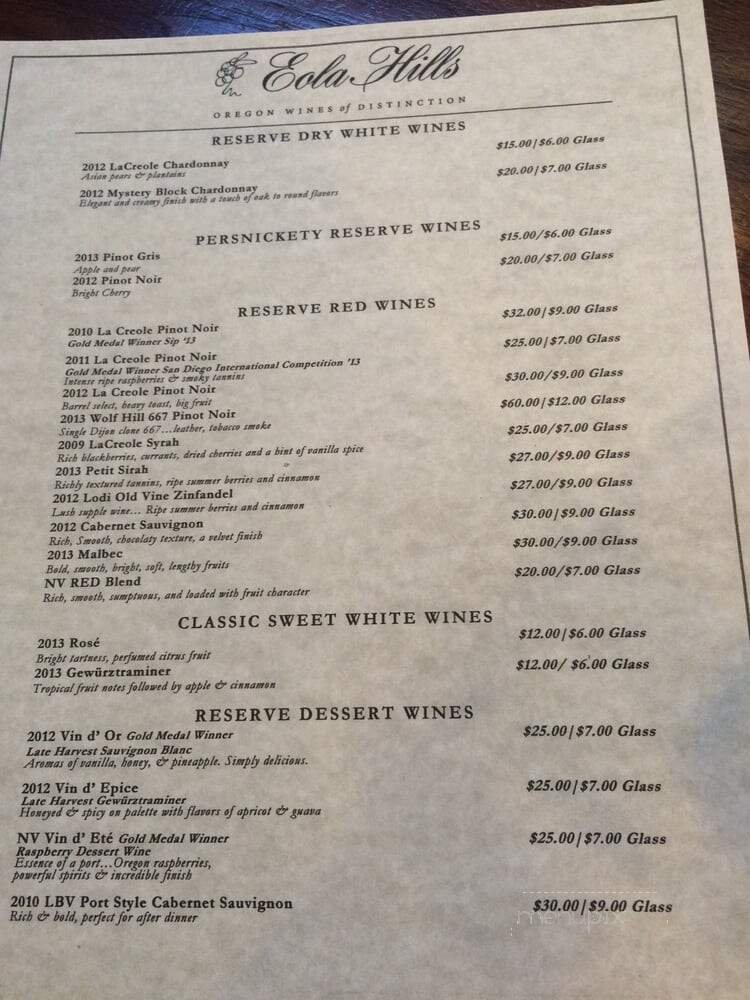 Eola Hills
OREGON WINES of DISTINCTION
RESERVE DRY WHITE WINES
2012 LaCreole Chardonnay $15.00|$6.00 Glass
Asian pears & plantains
2012 Mystery Block Chardonnay $20.00|$7.00 Glass
Elegant and creamy finish with a touch of oak to round flavors
PERSNICKETY RESERVE WINES
2013 Pinot Gris $15.00/$6.00 Glass
Apple and pear
2012 Pinot Noir $20.00/$7.00 Glass
Bright Cherry
RESERVE RED WINES
2010 La Creole Pinot Noir $32.00|$9.00 Glass
Gold Medal Winner Sip '13
2011 La Creole Pinot Noir $25.00|$7.00 Glass
Gold Medal Winner San Diego International Competition '13
Intense ripe raspberries & smoky tannins
2012 La Creole Pinot Noir $30.00/$9.00 Glass
Barrel select, heavy toast, big fruit
2013 Wolf Hill 667 Pinot Noir $60.00|$12.00 Glass
Single Dijon clone 667...leather, tobacco smoke
2009 LaCreole Syrah $25.00/$7.00 Glass
Rich blackberries, currants, dried cherries and a hint of vanilla spice
2013 Petit Sirah $27.00/$9.00 Glass
Richly textured tannins, ripe summer berries and cinnamon
2012 Lodi Old Vine Zinfandel $27.00/$9.00 Glass
Lush supple wine... Ripe summer berries and cinnamon
2012 Cabernet Sauvignon $30.00|$9.00 Glass
Rich, Smooth, chocolaty texture, a velvet finish
2013 Malbec $30.00/$9.00 Glass
Bold, smooth, bright, soft, lengthy fruits
NV RED Blend $20.00/$7.00 Glass
Rich, smooth, sumptuous, and loaded with fruit character
CLASSIC SWEET WHITE WINES
2013 Rosé $12.00|$6.00 Glass
Bright tartness, perfumed citrus fruit
2013 Gewürztraminer $12.00/ $6.00 Glass
Tropical fruit notes followed by apple & cinnamon
RESERVE DESSERT WINES
2012 Vin d' Or Gold Medal Winner $25.00|$7.00 Glass
Late Harvest Sauvignon Blanc
Aromas of vanilla, honey, & pineapple. Simply delicious.
2012 Vin d' Epice $25.00|$7.00 Glass
Late Harvest Gewürztraminer
Honeyed & spicy on palette with flavors of apricot & guava
NV Vin d' Eté Gold Medal Winner $25.00|$7.00 Glass
Raspberry Dessert Wine
Essence of a port...Oregon raspberries,
powerful spirits & incredible finish
2010 LBV Port Style Cabernet Sauvignon $30.00|$9.00 Glass
Rich & bold, perfect for after dinner
menupix